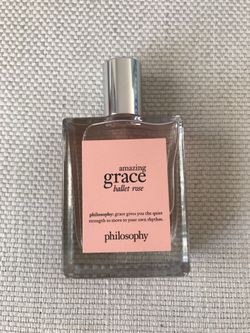 amazing
grace
ballet rose
philosophy: grace gives you the quiet
strength to move to your own rhythm.
philosophy